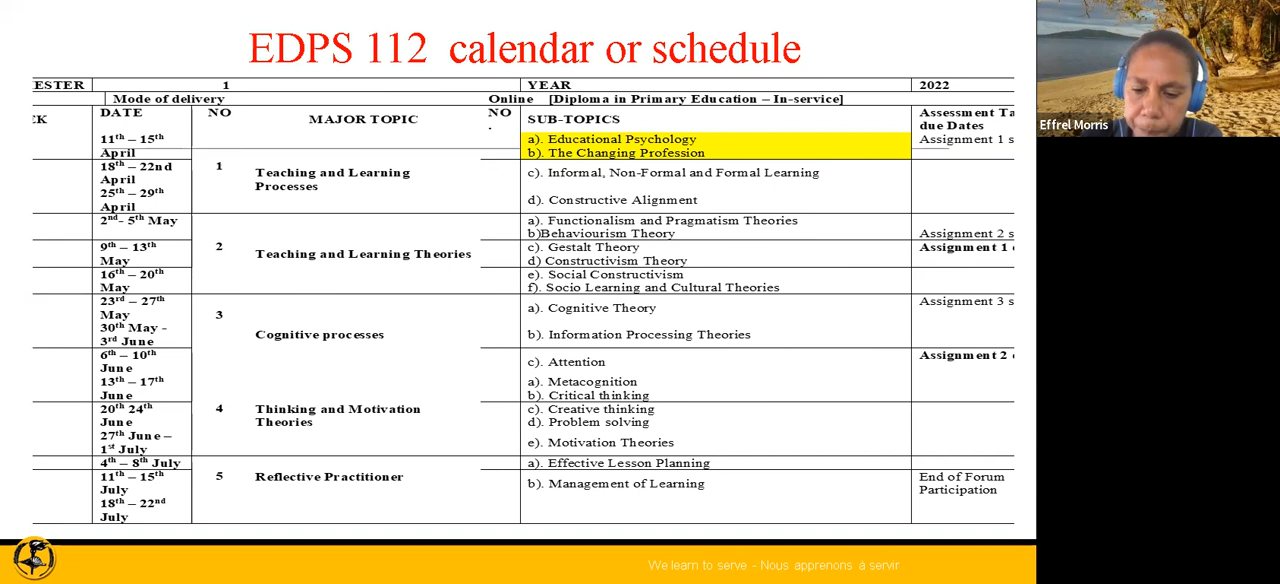 EDPS 112 calendar or schedule
ESTER 1 YEAR 2022
Mode of delivery Online [Diploma in Primary Education – In-service]
EK DATE NO MAJOR TOPIC NO . SUB-TOPICS Assessment Ta
due Dates
11th – 15th April a). Educational Psychology Assignment 1 s
b). The Changing Profession
18th – 22nd April 1 Teaching and Learning Processes c). Informal, Non-Formal and Formal Learning
25th – 29th April d). Constructive Alignment
2nd- 5th May a). Functionalism and Pragmatism Theories
b)Behaviourism Theory Assignment 2 s
9th – 13th May 2 Teaching and Learning Theories c). Gestalt Theory Assignment 1
d) Constructivism Theory
16th – 20th May e). Social Constructivism
f). Socio Learning and Cultural Theories
23rd – 27th May 3 a). Cognitive Theory Assignment 3 s
30th May - 3rd June Cognitive processes b). Information Processing Theories
6th – 10th June c). Attention Assignment 2
13th – 17th June a). Metacognition
b). Critical thinking
20th 24th June 4 Thinking and Motivation Theories c). Creative thinking
d). Problem solving
27th June – 1st July e). Motivation Theories
4th – 8th July a). Effective Lesson Planning
11th – 15th July 5 Reflective Practitioner b). Management of Learning End of Forum Participation
18th – 22nd July
We learn to serve - Nous apprenons à servir
Effrel Morris